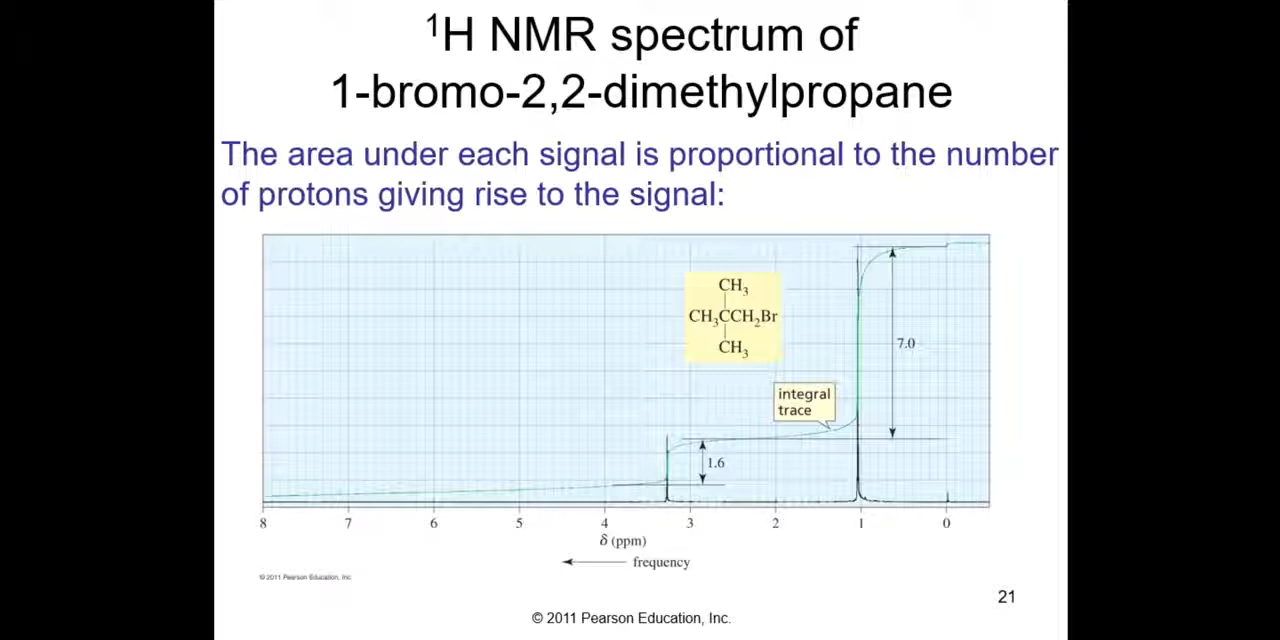 ¹H NMR spectrum of
1-bromo-2,2-dimethylpropane
The area under each signal is proportional to the number
of protons giving rise to the signal:
CH₃
CH₃CCH₂Br
CH₃
7.0
integral
trace
1.6
8 7 6 5 4 3 2 1 0
δ (ppm)
frequency
© 2011 Pearson Education, Inc
21
© 2011 Pearson Education, Inc.